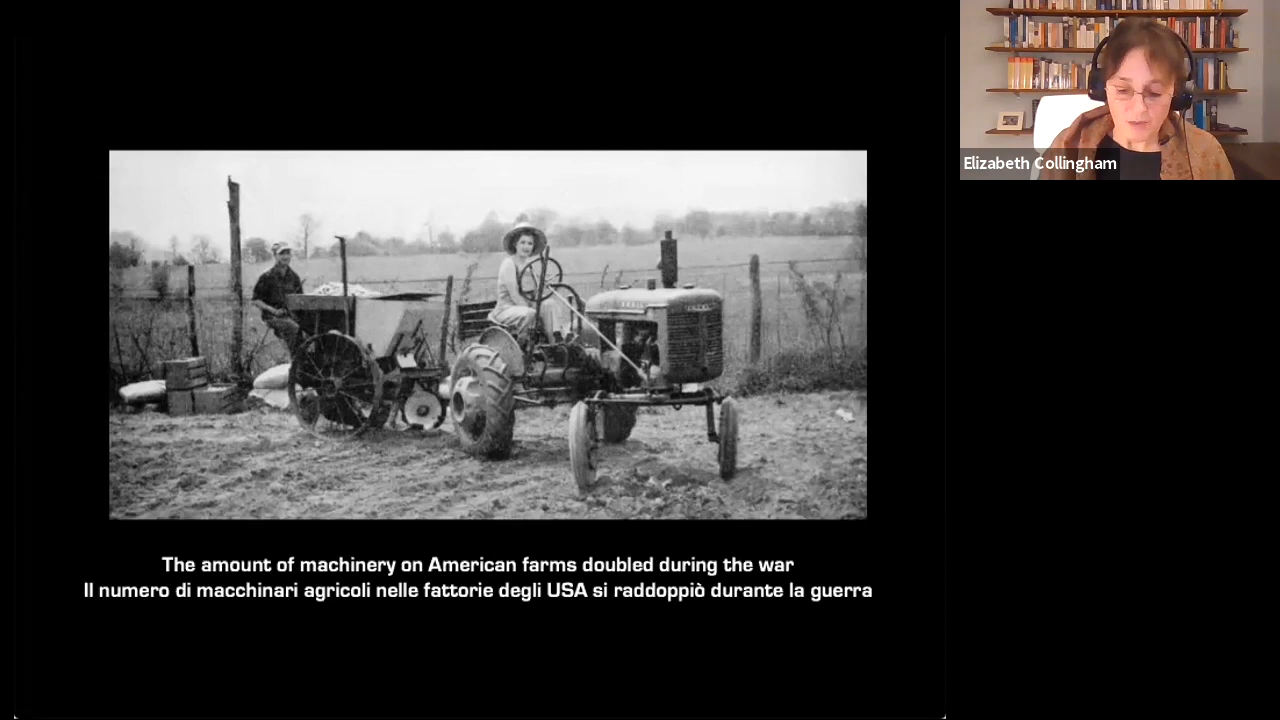 The amount of machinery on American farms doubled during the war
Il numero di macchinari agricoli nelle fattorie degli USA si raddoppiò durante la guerra
Elizabeth Collingham